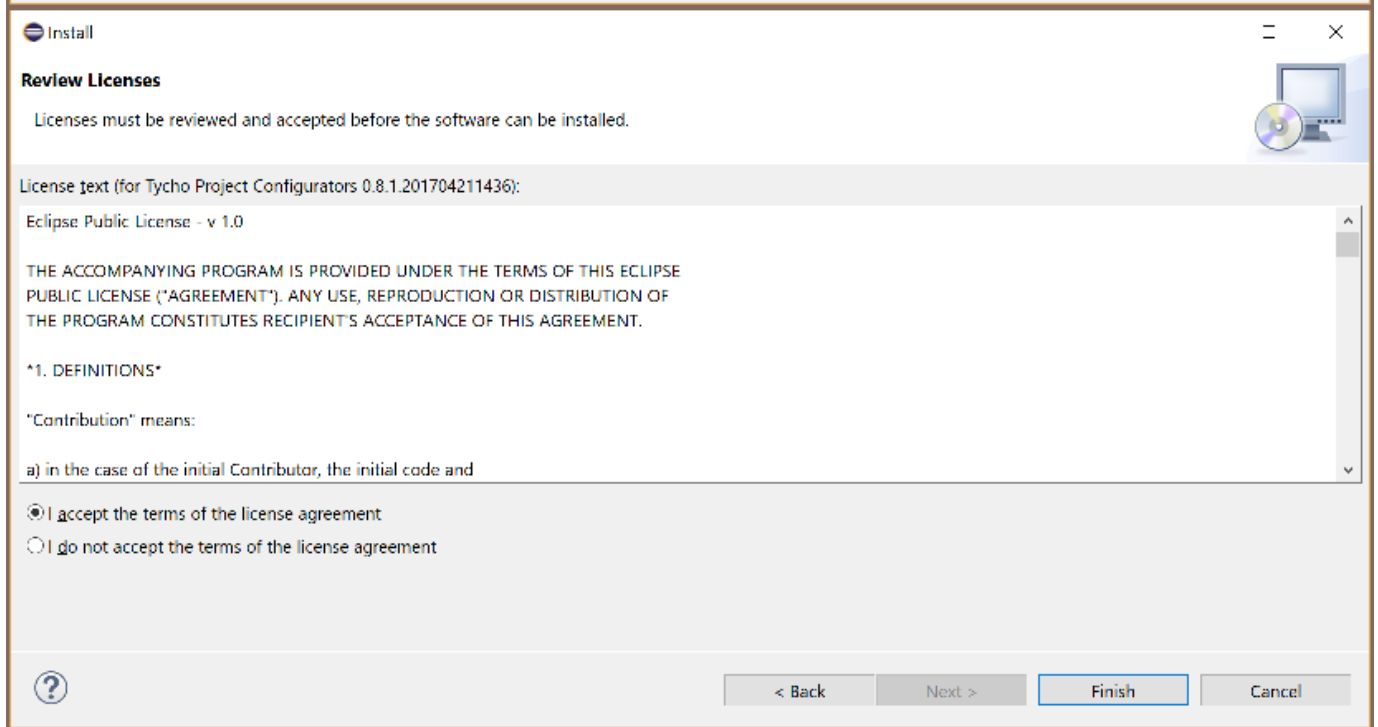 Install
Review Licenses
Licenses must be reviewed and accepted before the software can be installed.
License text (for Tycho Project Configurators 0.8.1.201704211436):
Eclipse Public License - v 1.0
THE ACCOMPANYING PROGRAM IS PROVIDED UNDER THE TERMS OF THIS ECLIPSE
PUBLIC LICENSE ("AGREEMENT"). ANY USE, REPRODUCTION OR DISTRIBUTION OF
THE PROGRAM CONSTITUTES RECIPIENT'S ACCEPTANCE OF THIS AGREEMENT.
*1. DEFINITIONS*
"Contribution" means:
a) in the case of the initial Contributor, the initial code and
I accept the terms of the license agreement
I do not accept the terms of the license agreement
?
< Back
Next >
Finish
Cancel